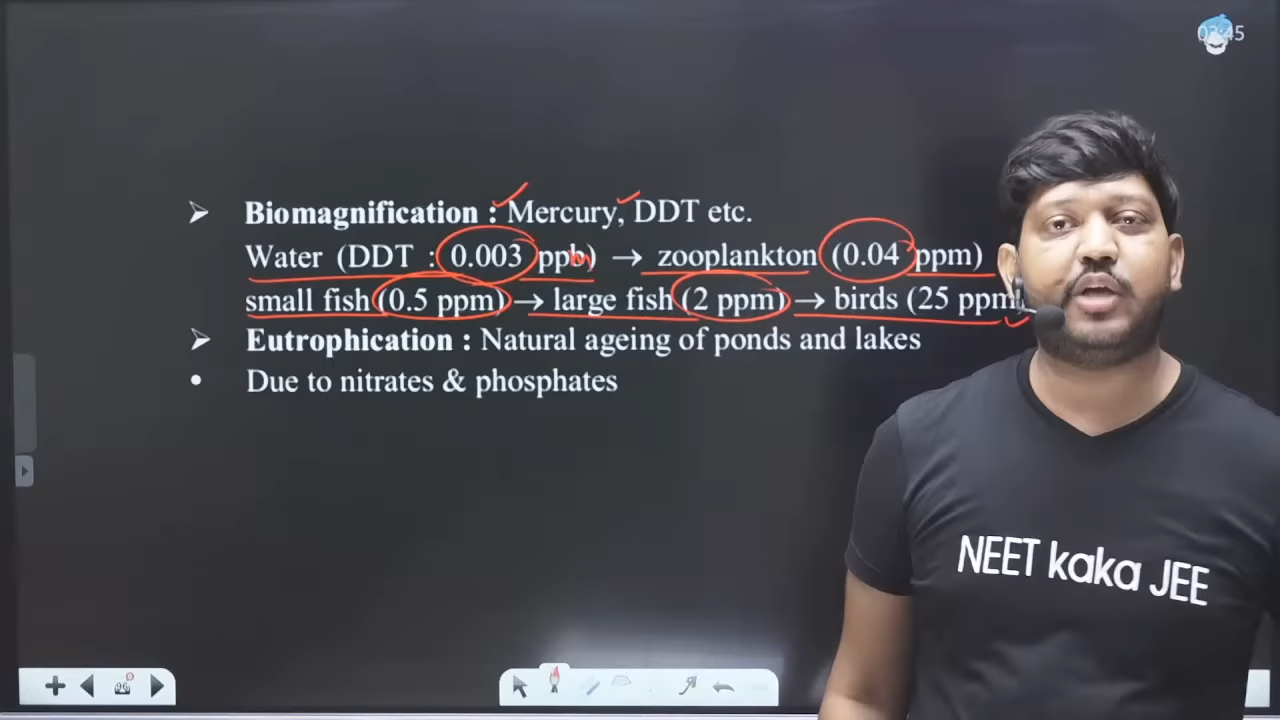 ➤ Biomagnification : Mercury, DDT etc.
Water (DDT : 0.003 ppb) → zooplankton (0.04 ppm)
small fish (0.5 ppm) → large fish (2 ppm) → birds (25 ppm
➤ Eutrophication : Natural ageing of ponds and lakes
• Due to nitrates & phosphates
NEET kaka JEE